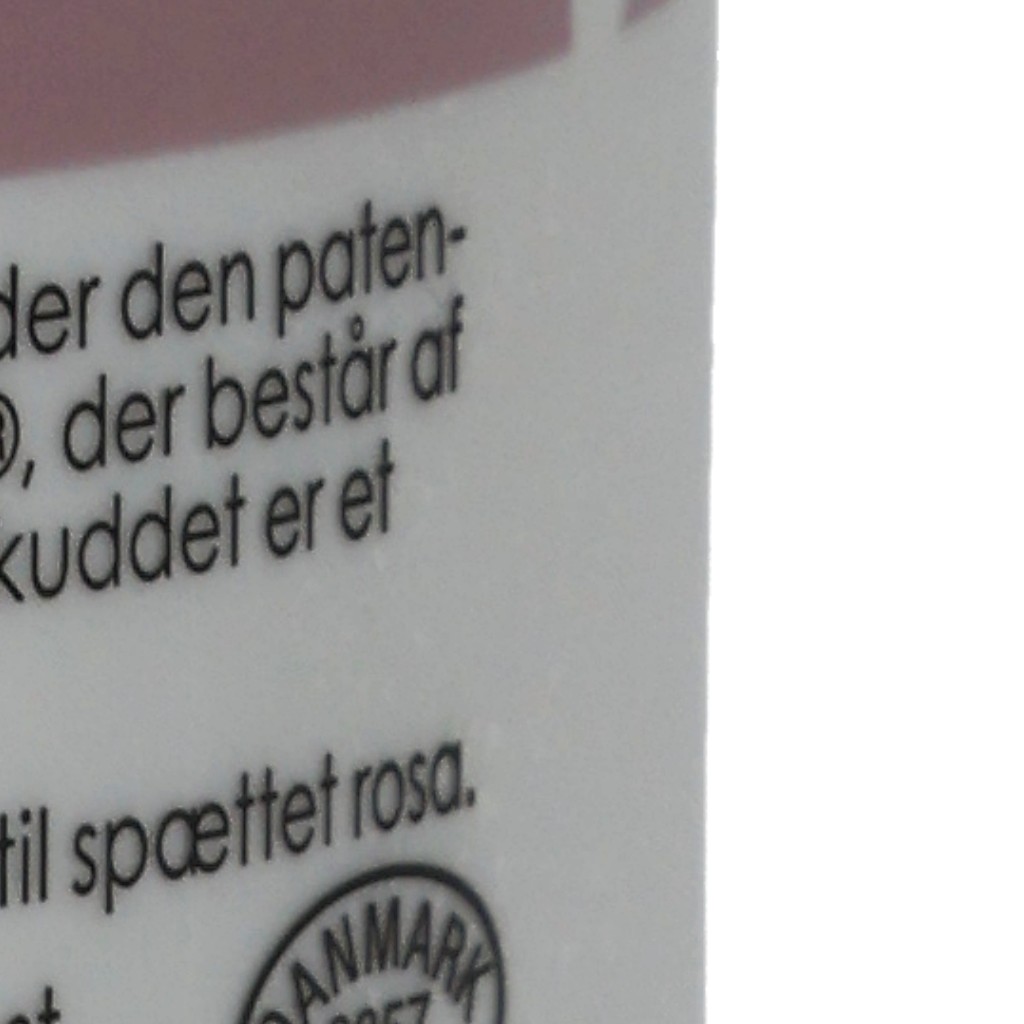 der den paten-
®, der består af
kuddet er et
til spættet rosa.
DANMARK